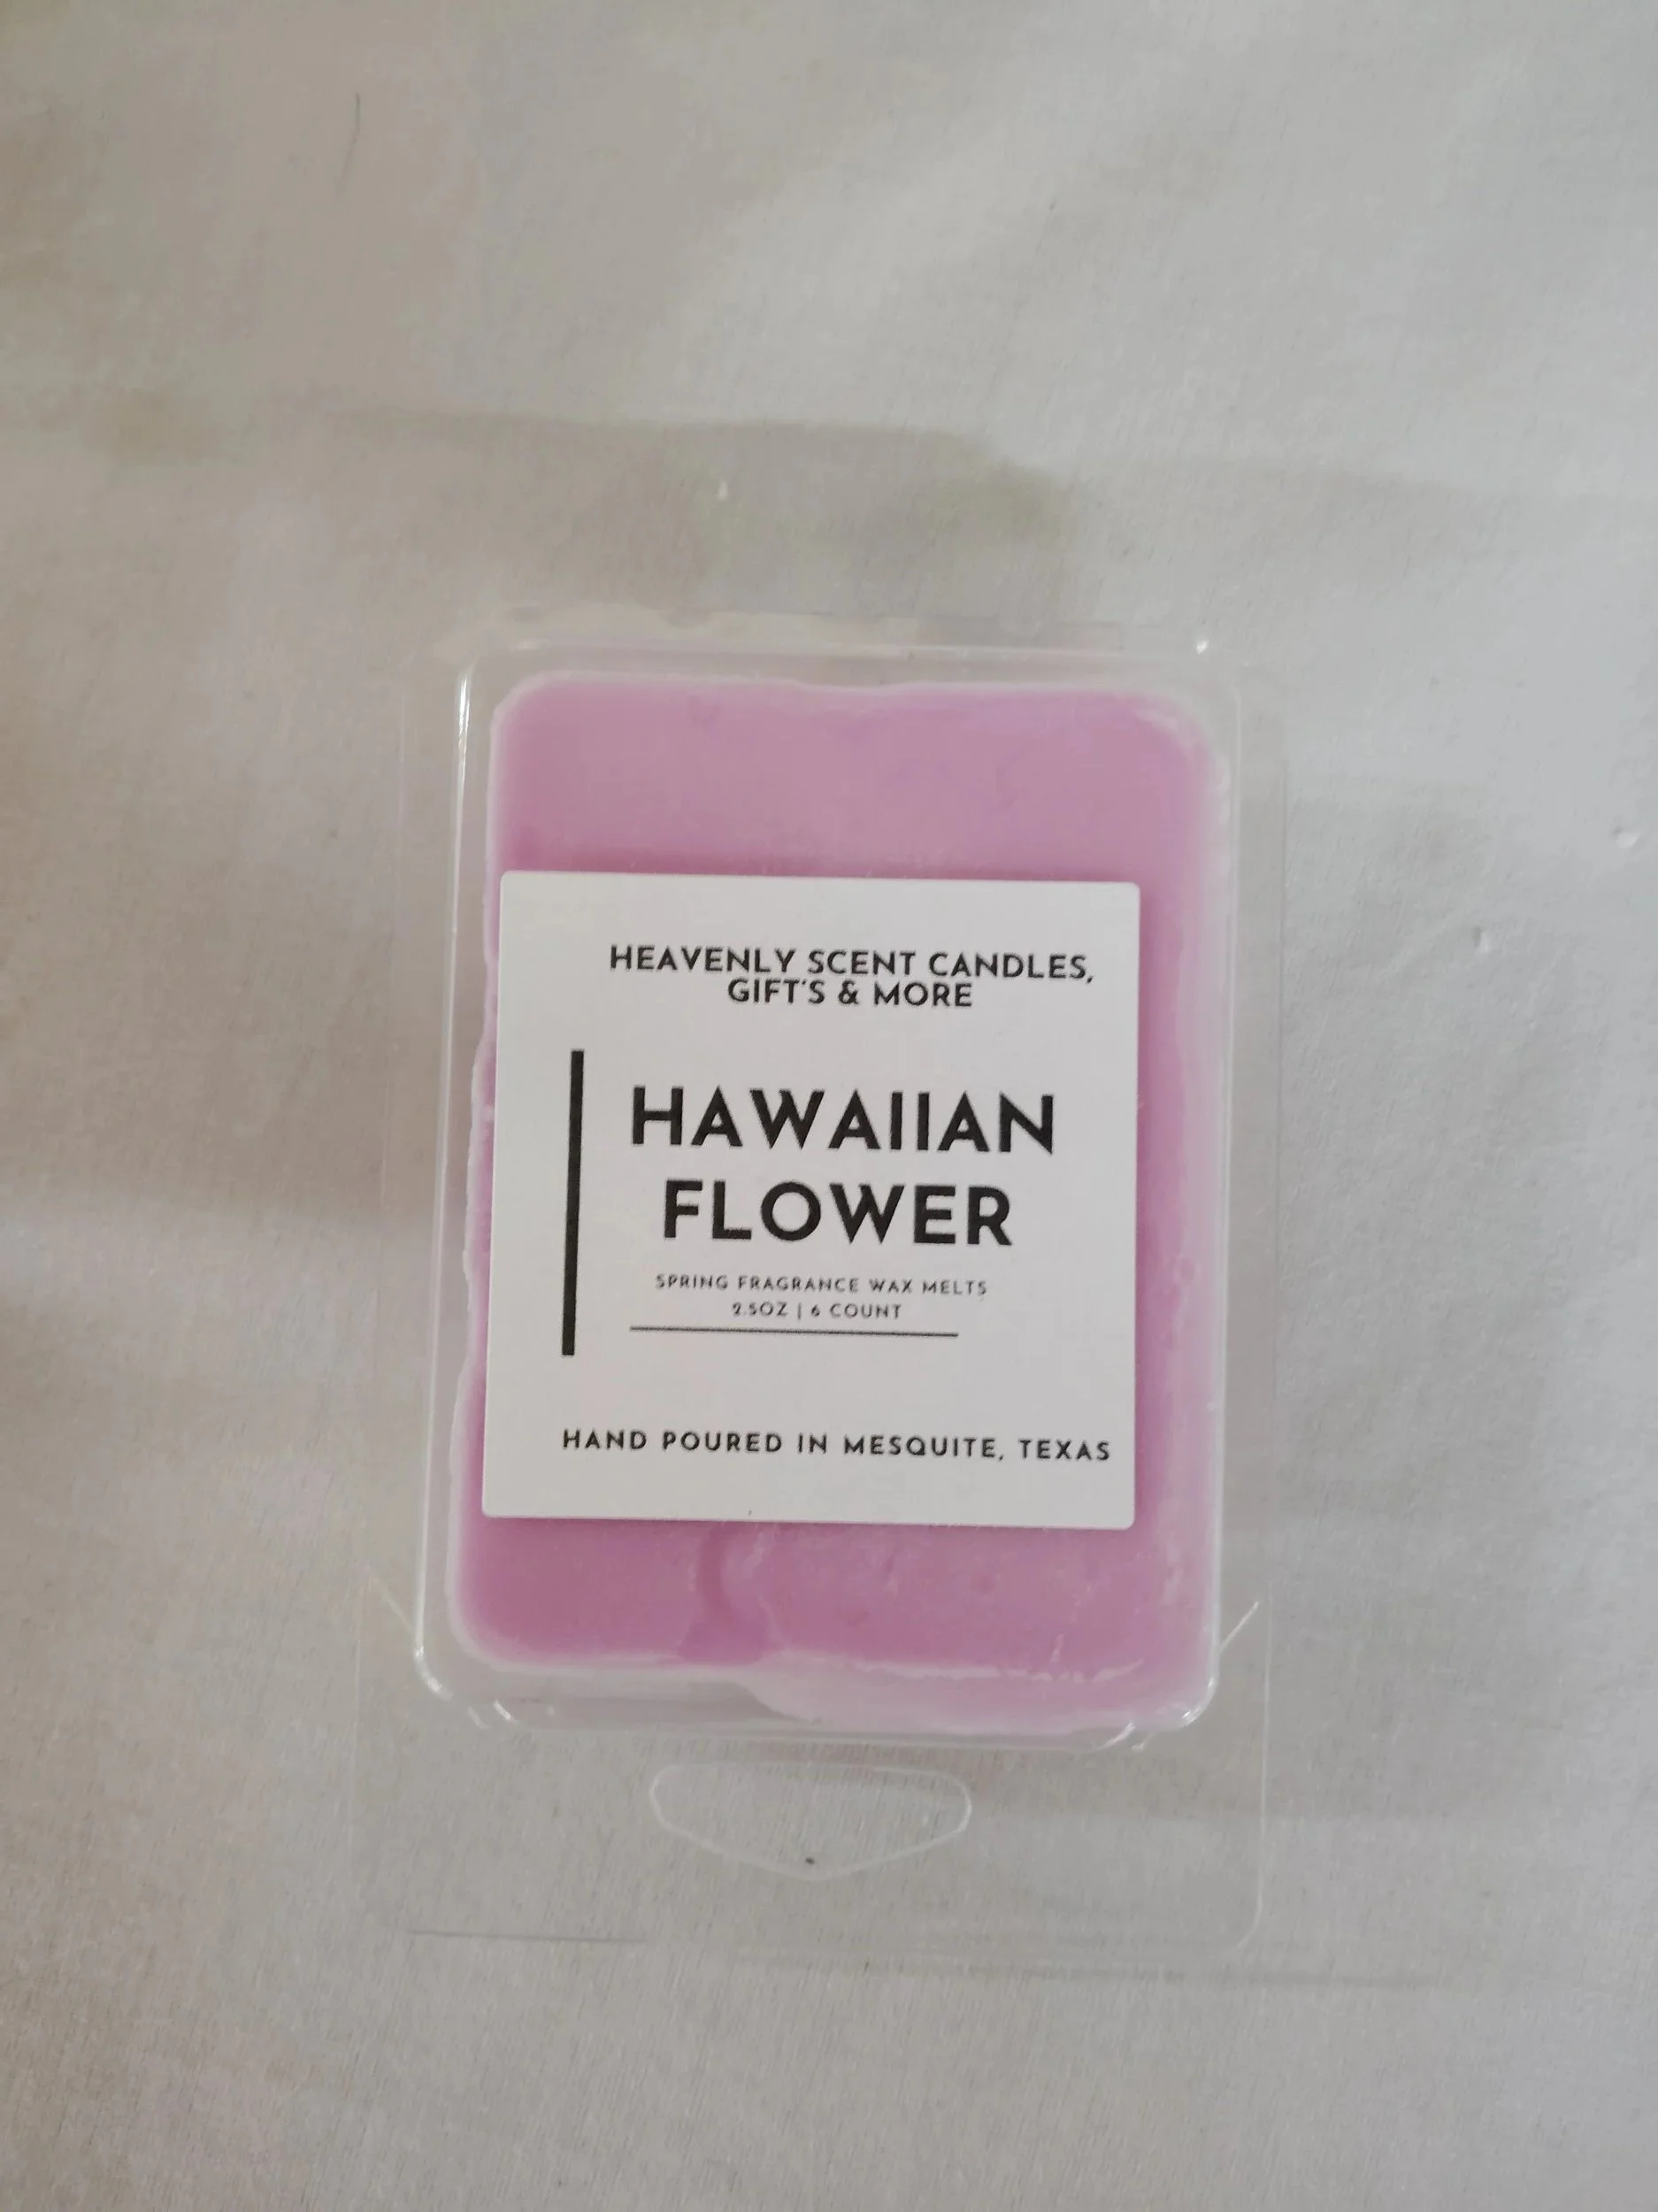 HEAVENLY SCENT CANDLES,
GIFT'S & MORE
HAWAIIAN
FLOWER
SPRING FRAGRANCE WAX MELTS
2.5OZ | 6 COUNT
HAND POURED IN MESQUITE, TEXAS